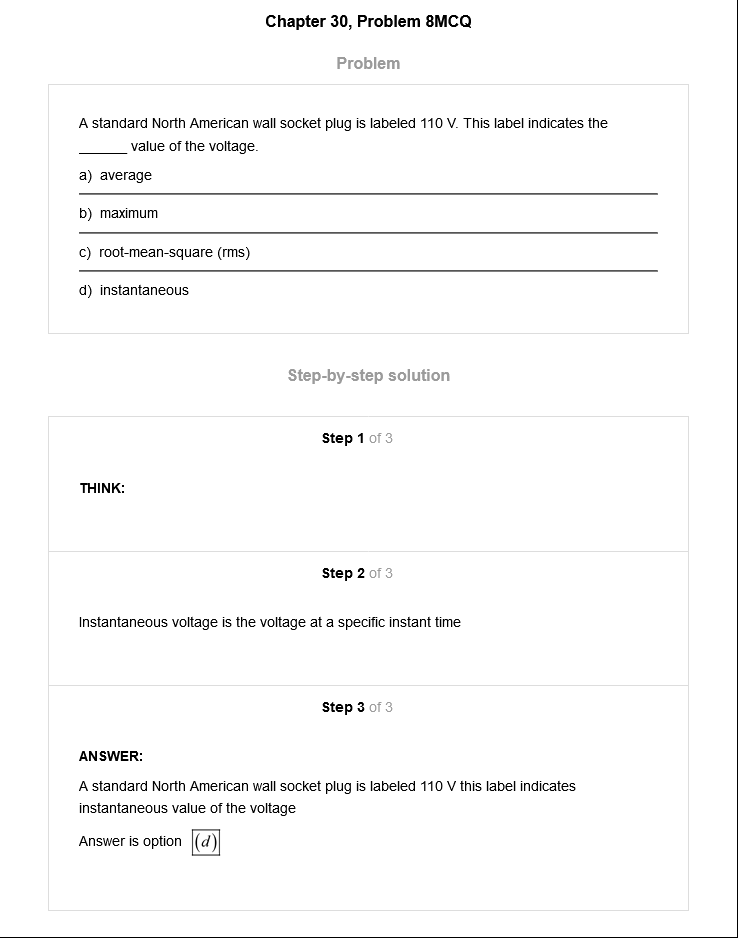 Chapter 30, Problem 8MCQ
Problem
A standard North American wall socket plug is labeled 110 V. This label indicates the
______ value of the voltage.
a) average
b) maximum
c) root-mean-square (rms)
d) instantaneous
Step-by-step solution
Step 1 of 3
THINK:
Step 2 of 3
Instantaneous voltage is the voltage at a specific instant time
Step 3 of 3
ANSWER:
A standard North American wall socket plug is labeled 110 V this label indicates
instantaneous value of the voltage
Answer is option (d)